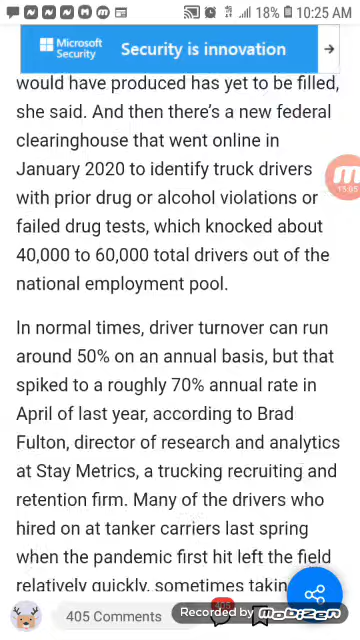 18% 10:25 AM
Microsoft
Security
Security is innovation
would have produced has yet to be filled,
she said. And then there's a new federal
clearinghouse that went online in
January 2020 to identify truck drivers
with prior drug or alcohol violations or
failed drug tests, which knocked about
40,000 to 60,000 total drivers out of the
national employment pool.
In normal times, driver turnover can run
around 50% on an annual basis, but that
spiked to a roughly 70% annual rate in
April of last year, according to Brad
Fulton, director of research and analytics
at Stay Metrics, a trucking recruiting and
retention firm. Many of the drivers who
hired on at tanker carriers last spring
when the pandemic first hit left the field
relatively quickly, sometimes takin
405 Comments
405
Recorded by
mobizen